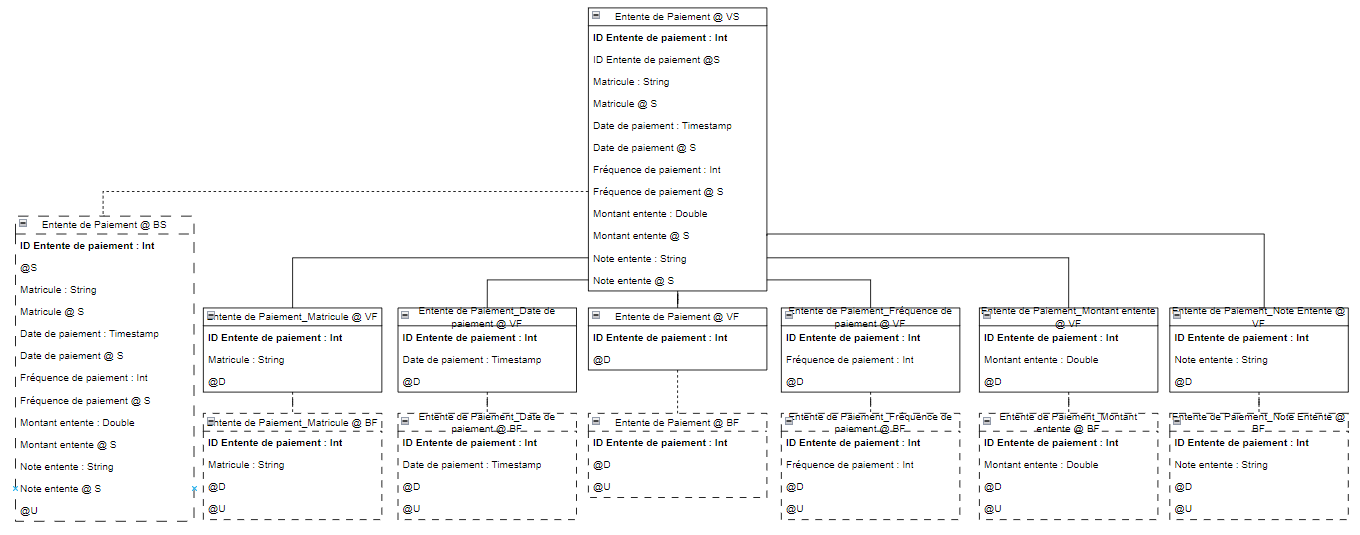 Entente de Paiement @ VS
ID Entente de paiement : Int
ID Entente de paiement @S
Matricule : String
Matricule @ S
Date de paiement : Timestamp
Date de paiement @ S
Fréquence de paiement : Int
Fréquence de paiement @ S
Montant entente : Double
Montant entente @ S
Note entente : String
Note entente @ S
Entente de Paiement @ BS
ID Entente de paiement : Int
@S
Matricule : String
Matricule @ S
Date de paiement : Timestamp
Date de paiement @ S
Fréquence de paiement : Int
Fréquence de paiement @ S
Montant entente : Double
Montant entente @ S
Note entente : String
Note entente @ S
@U
Entente de Paiement_Matricule @ VF
ID Entente de paiement : Int
Matricule : String
@D
Entente de Paiement_Date de
paiement @ VF
ID Entente de paiement : Int
Date de paiement : Timestamp
@D
Entente de Paiement @ VF
ID Entente de paiement : Int
@D
Entente de Paiement_Fréquence de
paiement @ VF
ID Entente de paiement : Int
Fréquence de paiement : Int
@D
Entente de Paiement_Montant entente
@ VF
ID Entente de paiement : Int
Montant entente : Double
@D
Entente de Paiement_Note Entente @
VF
ID Entente de paiement : Int
Note entente : String
@D
Entente de Paiement_Matricule @ BF
ID Entente de paiement : Int
Matricule : String
@D
@U
Entente de Paiement_Date de
paiement @ BF
ID Entente de paiement : Int
Date de paiement : Timestamp
@D
@U
Entente de Paiement @ BF
ID Entente de paiement : Int
@D
@U
Entente de Paiement_Fréquence de
paiement @ BF
ID Entente de paiement : Int
Fréquence de paiement : Int
@D
@U
Entente de Paiement_Montant
entente @ BF
ID Entente de paiement : Int
Montant entente : Double
@D
@U
Entente de Paiement_Note Entente @
BF
ID Entente de paiement : Int
Note entente : String
@D
@U